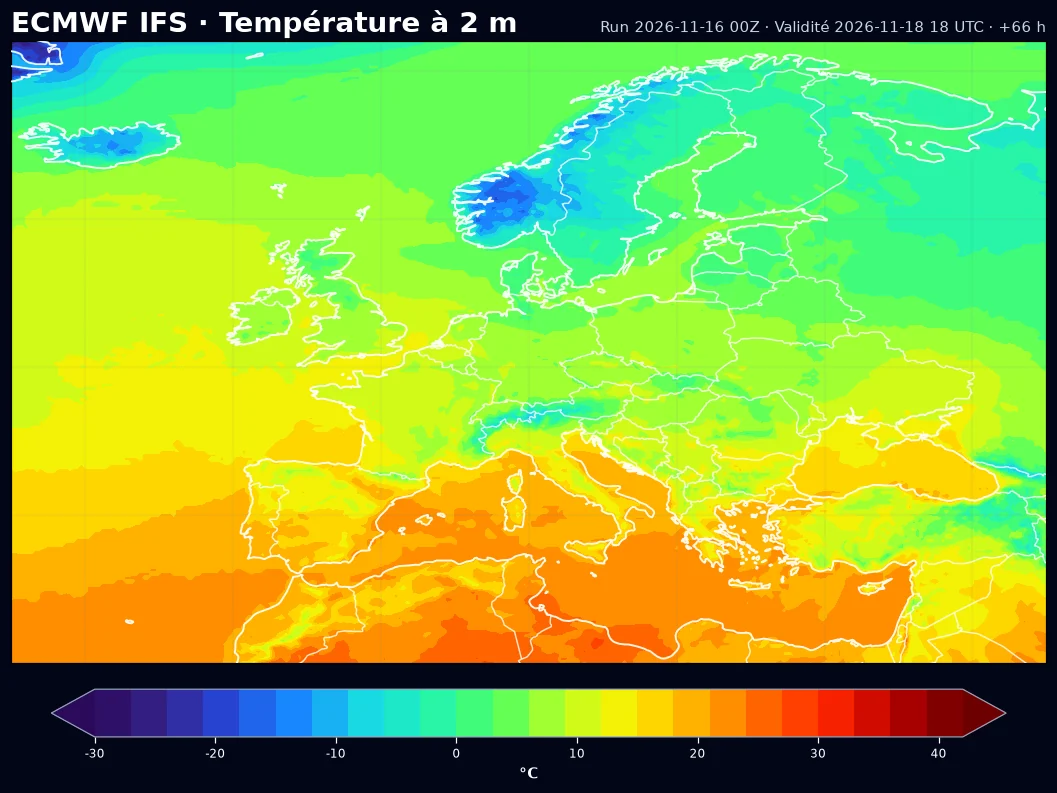 ECMWF IFS · Température à 2 m
Run 2026-11-16 00Z · Validité 2026-11-18 18 UTC · +66 h
-30 -20 -10 0 10 20 30 40
°C